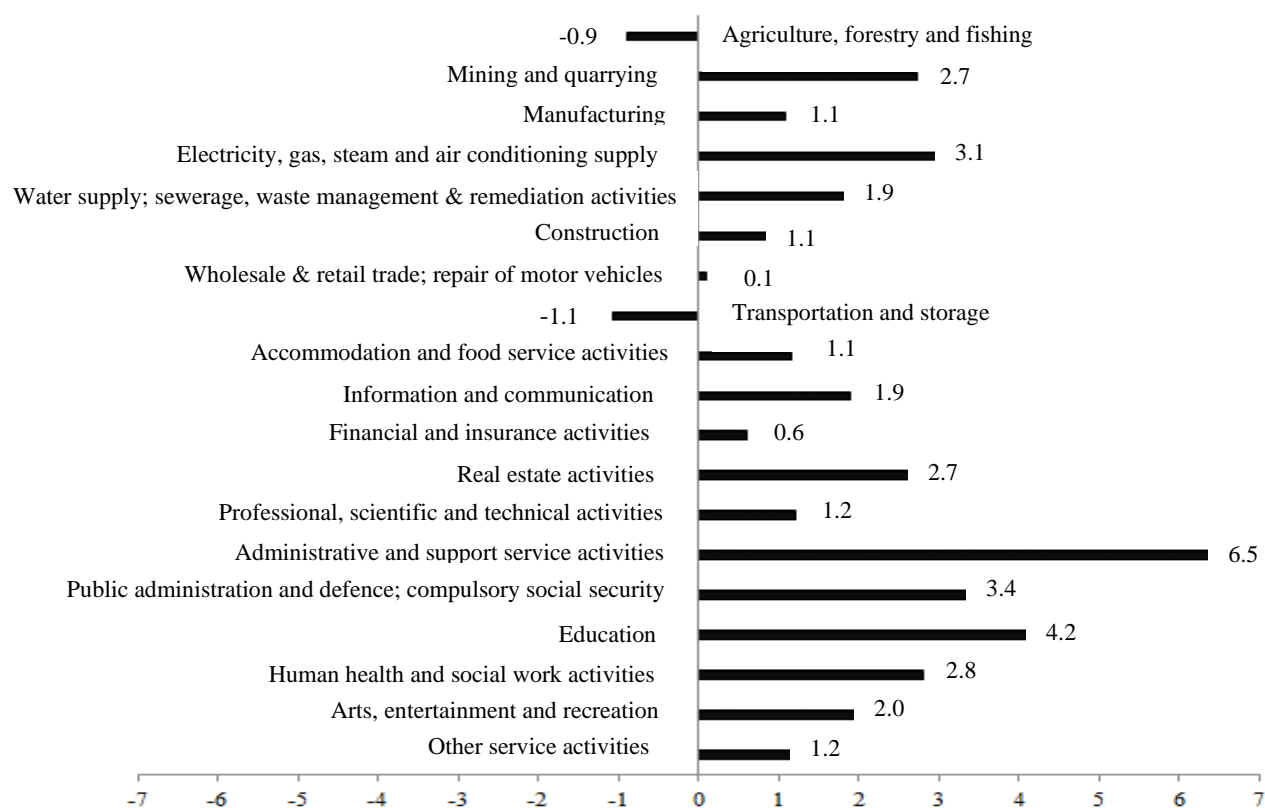 -0.9 Agriculture, forestry and fishing
Mining and quarrying 2.7
Manufacturing 1.1
Electricity, gas, steam and air conditioning supply 3.1
Water supply; sewerage, waste management & remediation activities 1.9
Construction 1.1
Wholesale & retail trade; repair of motor vehicles 0.1
-1.1 Transportation and storage
Accommodation and food service activities 1.1
Information and communication 1.9
Financial and insurance activities 0.6
Real estate activities 2.7
Professional, scientific and technical activities 1.2
Administrative and support service activities 6.5
Public administration and defence; compulsory social security 3.4
Education 4.2
Human health and social work activities 2.8
Arts, entertainment and recreation 2.0
Other service activities 1.2
-7 -6 -5 -4 -3 -2 -1 0 1 2 3 4 5 6 7